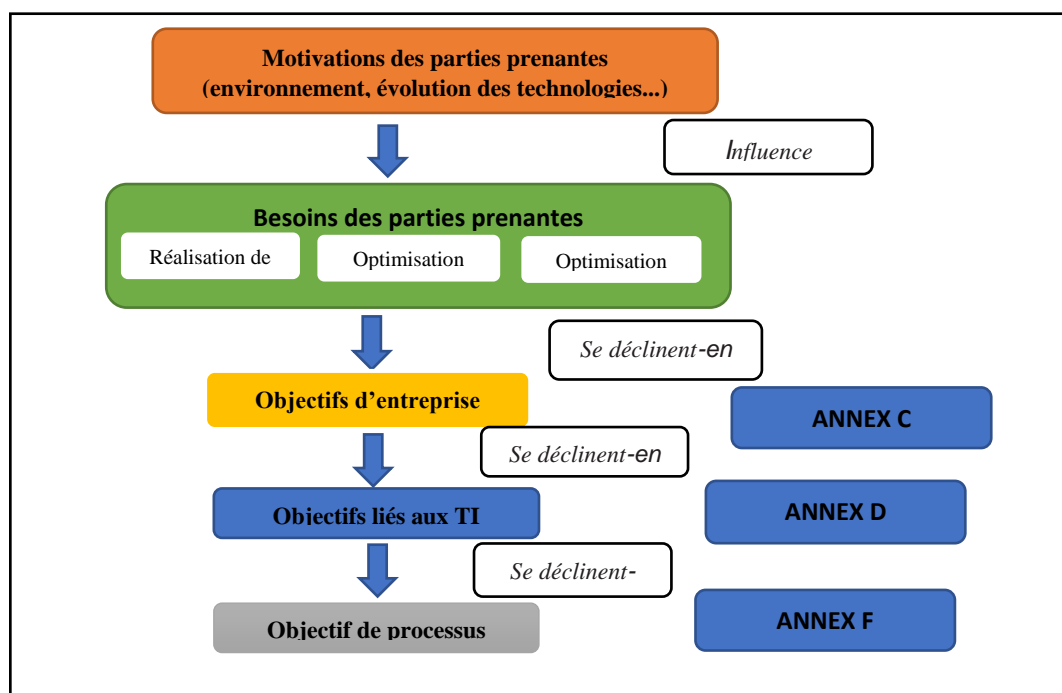 Motivations des parties prenantes
(environnement, évolution des technologies...)
Influence
Besoins des parties prenantes
Réalisation de
Optimisation
Optimisation
Se déclinent-en
Objectifs d’entreprise
ANNEX C
Se déclinent-en
Objectifs liés aux TI
ANNEX D
Se déclinent-
Objectif de processus
ANNEX F